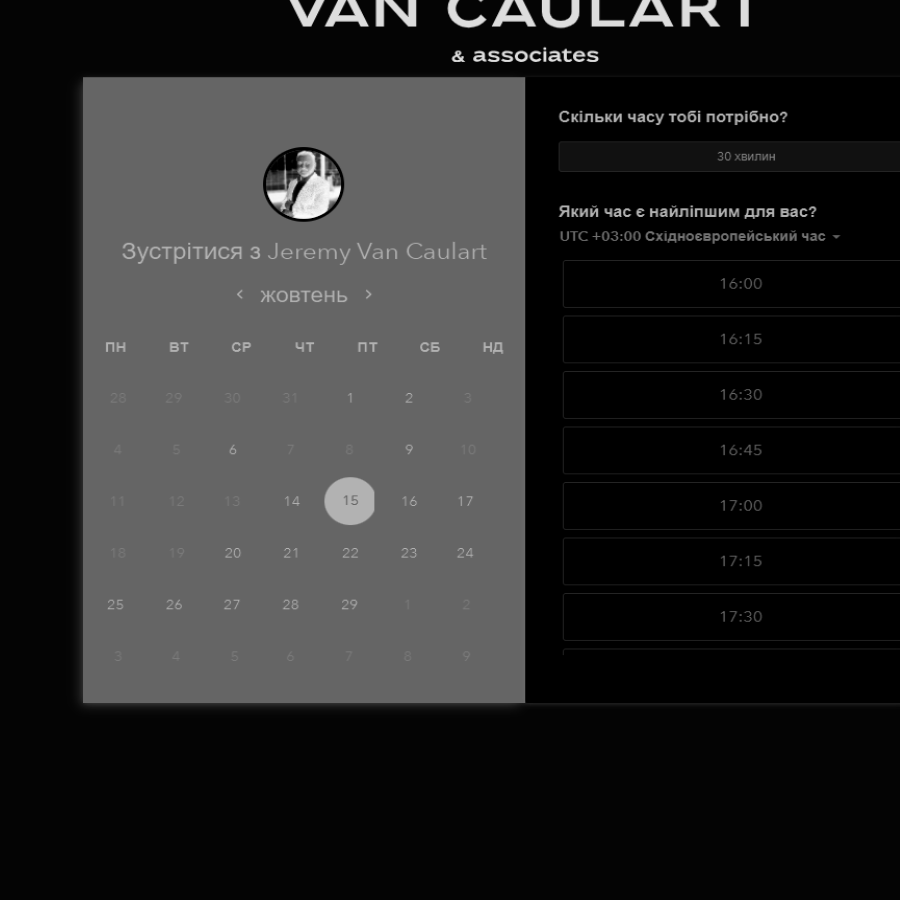 VAN CAULART
& associates
Зустрітися з Jeremy Van Caulart
жовтень
ПН ВТ СР ЧТ ПТ СБ НД
28 29 30 31 1 2 3
4 5 6 7 8 9 10
11 12 13 14 15 16 17
18 19 20 21 22 23 24
25 26 27 28 29 1 2
3 4 5 6 7 8 9
Скільки часу тобі потрібно?
30 хвилин
Який час є найліпшим для вас?
UTC +03:00 Східноєвропейський час
16:00
16:15
16:30
16:45
17:00
17:15
17:30